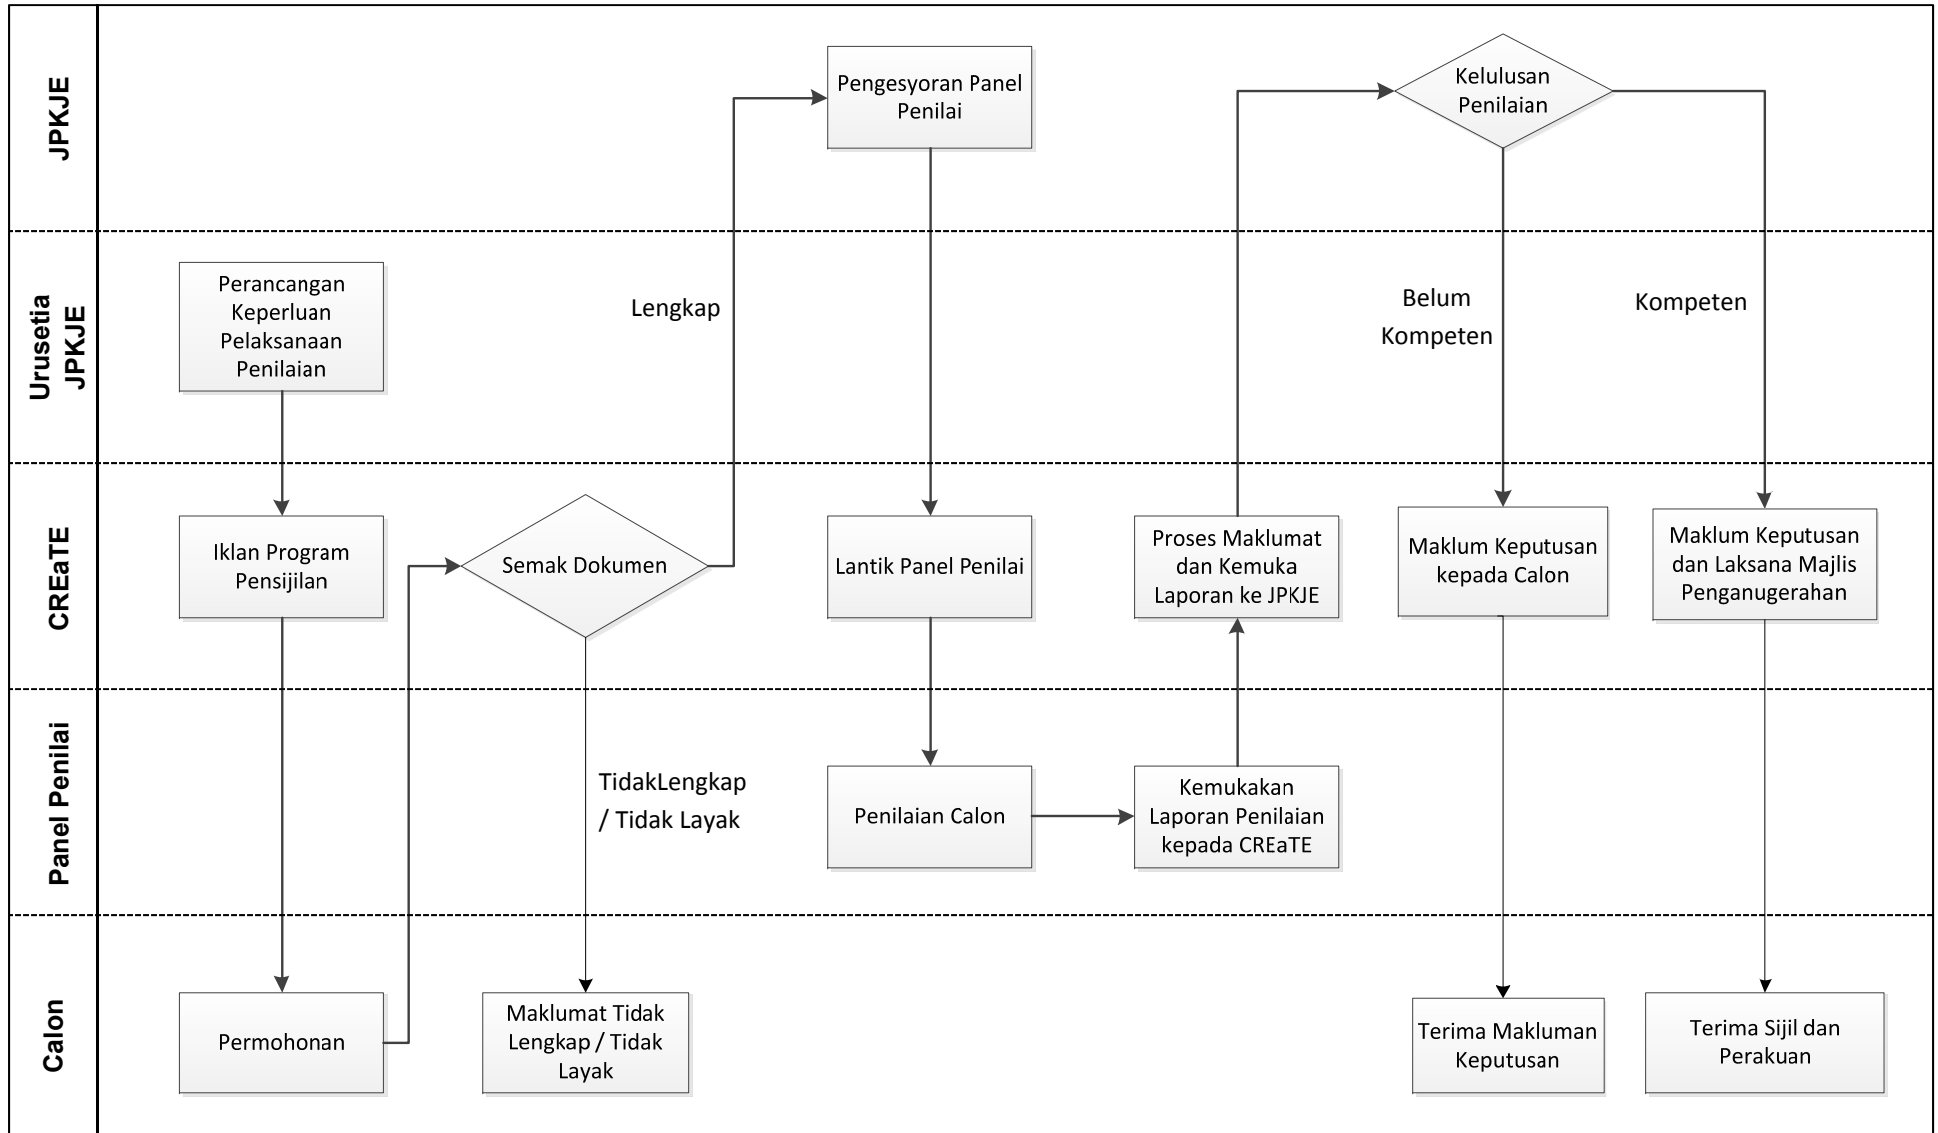 JPKJE
Pengesyoran Panel
Penilai
Kelulusan
Penilaian
Urusetia
JPKJE
Perancangan
Keperluan
Pelaksanaan
Penilaian
Lengkap
Belum
Kompeten
Kompeten
CREaTE
Iklan Program
Pensijilan
Semak Dokumen
Lantik Panel Penilai
Proses Maklumat
dan Kemuka
Laporan ke JPKJE
Maklum Keputusan
kepada Calon
Maklum Keputusan
dan Laksana Majlis
Penganugerahan
Panel Penilai
TidakLengkap
/ Tidak Layak
Penilaian Calon
Kemukakan
Laporan Penilaian
kepada CREaTE
Calon
Permohonan
Maklumat Tidak
Lengkap / Tidak
Layak
Terima Makluman
Keputusan
Terima Sijil dan
Perakuan